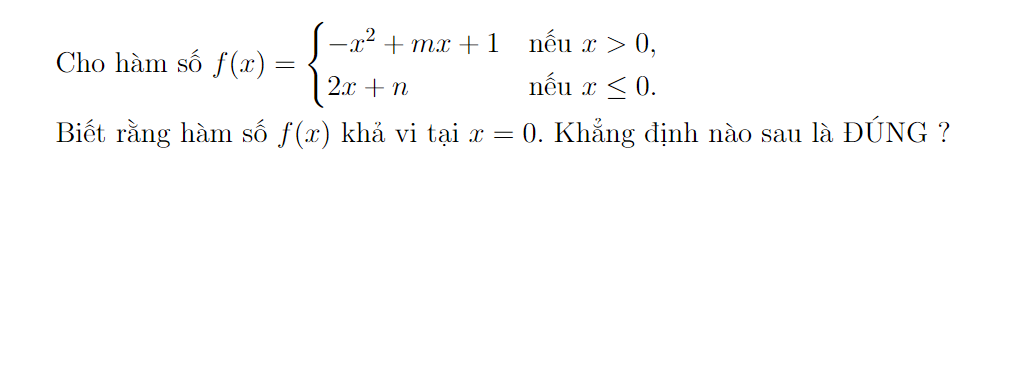 Cho hàm số f(x) = { −x² + mx + 1 nếu x > 0,
2x + n nếu x ≤ 0.
Biết rằng hàm số f(x) khả vi tại x = 0. Khẳng định nào sau là ĐÚNG ?